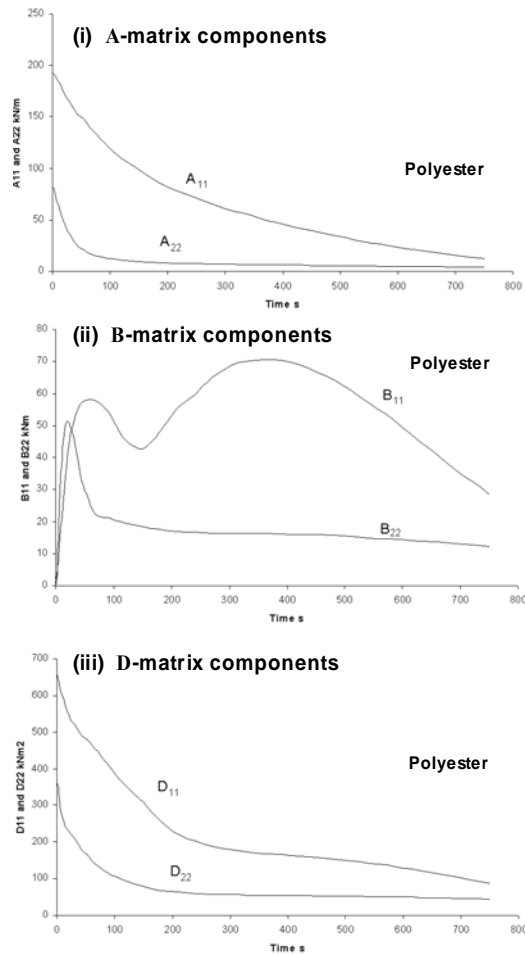 (i) A-matrix components
250
200
150
100
50
0
A11 and A22 kN/m
A₁₁
A₂₂
Polyester
0 100 200 300 400 500 600 700 800
Time s
(ii) B-matrix components
80
70
60
50
40
30
20
10
0
B11 and B22 kNm
Polyester
B₁₁
B₂₂
0 100 200 300 400 500 600 700 800
Time s
(iii) D-matrix components
700
600
500
400
300
200
100
0
D11 and D22 kNm2
Polyester
D₁₁
D₂₂
0 100 200 300 400 500 600 700 800
Time s